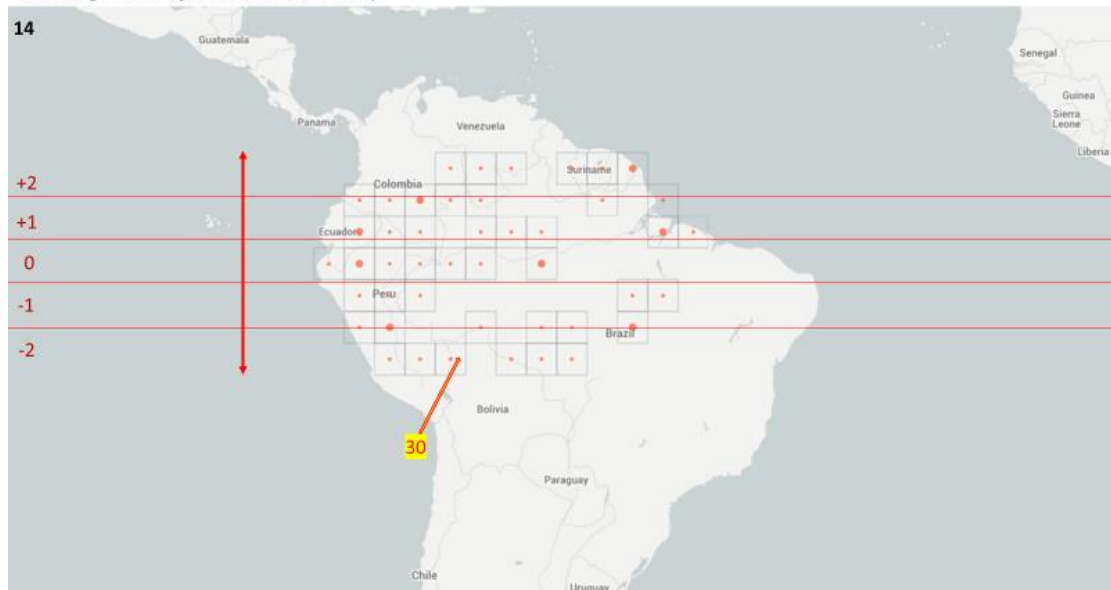 14
Guatemala
Senegal
Guinea
Sierra
Leone
Panama
Venezuela
Liberia
Suriname
+2
Colombia
+1
Ecuador
0
-1
Peru
Brazil
-2
Bolivia
30
Paraguay
Chile
Uruguay